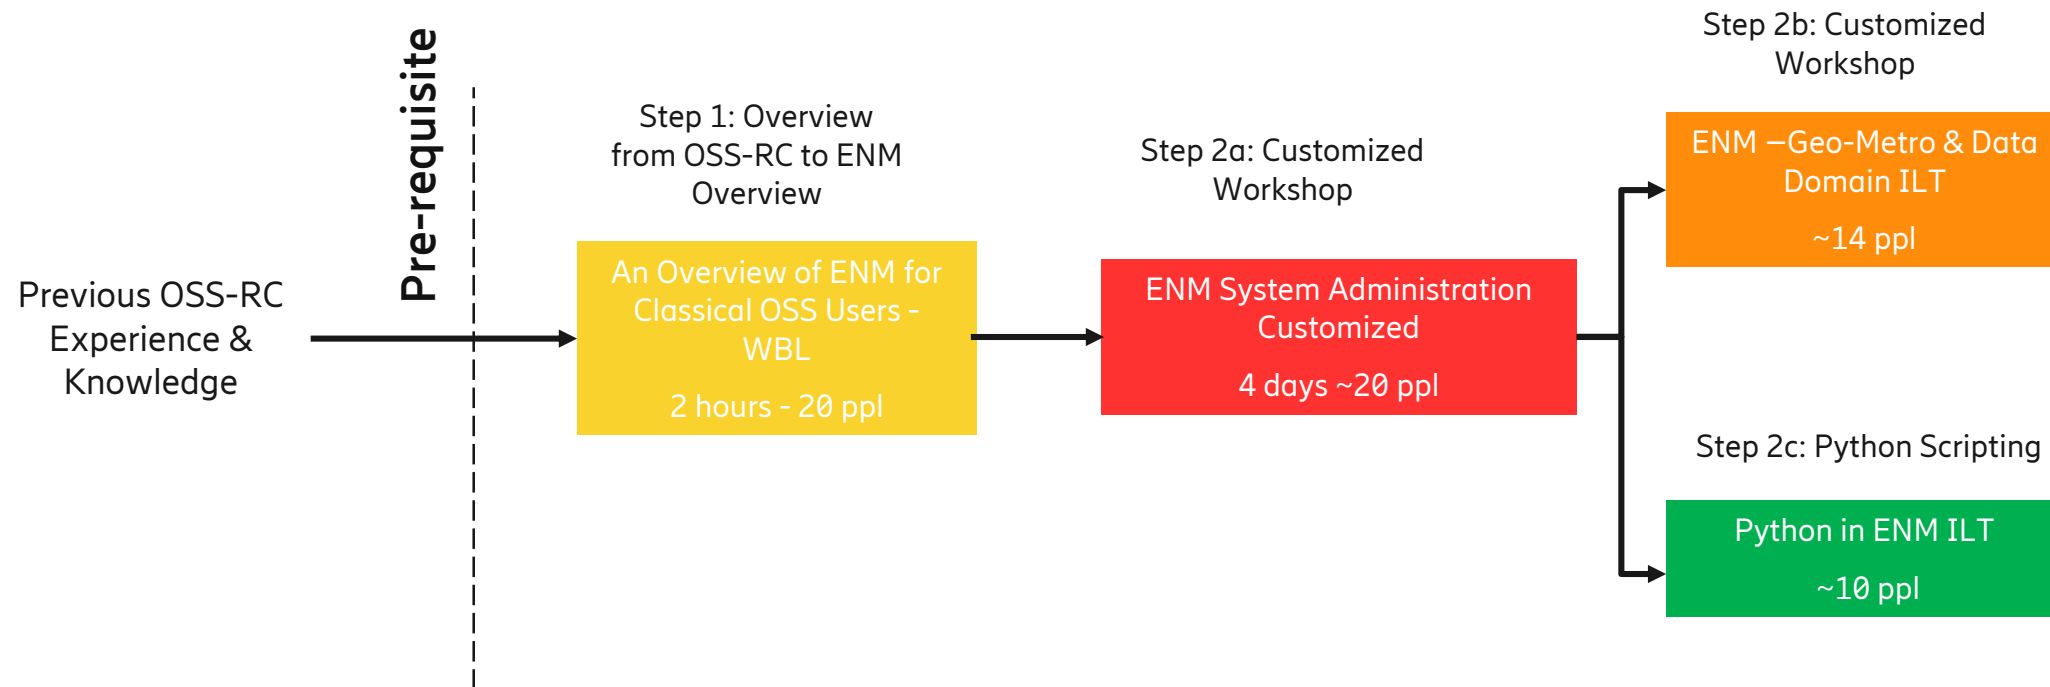 Previous OSS-RC
Experience &
Knowledge
Pre-requisite
Step 1: Overview
from OSS-RC to ENM
Overview
An Overview of ENM for
Classical OSS Users -
WBL
2 hours - 20 ppl
Step 2a: Customized
Workshop
ENM System Administration
Customized
4 days ~20 ppl
Step 2b: Customized
Workshop
ENM –Geo-Metro & Data
Domain ILT
~14 ppl
Step 2c: Python Scripting
Python in ENM ILT
~10 ppl